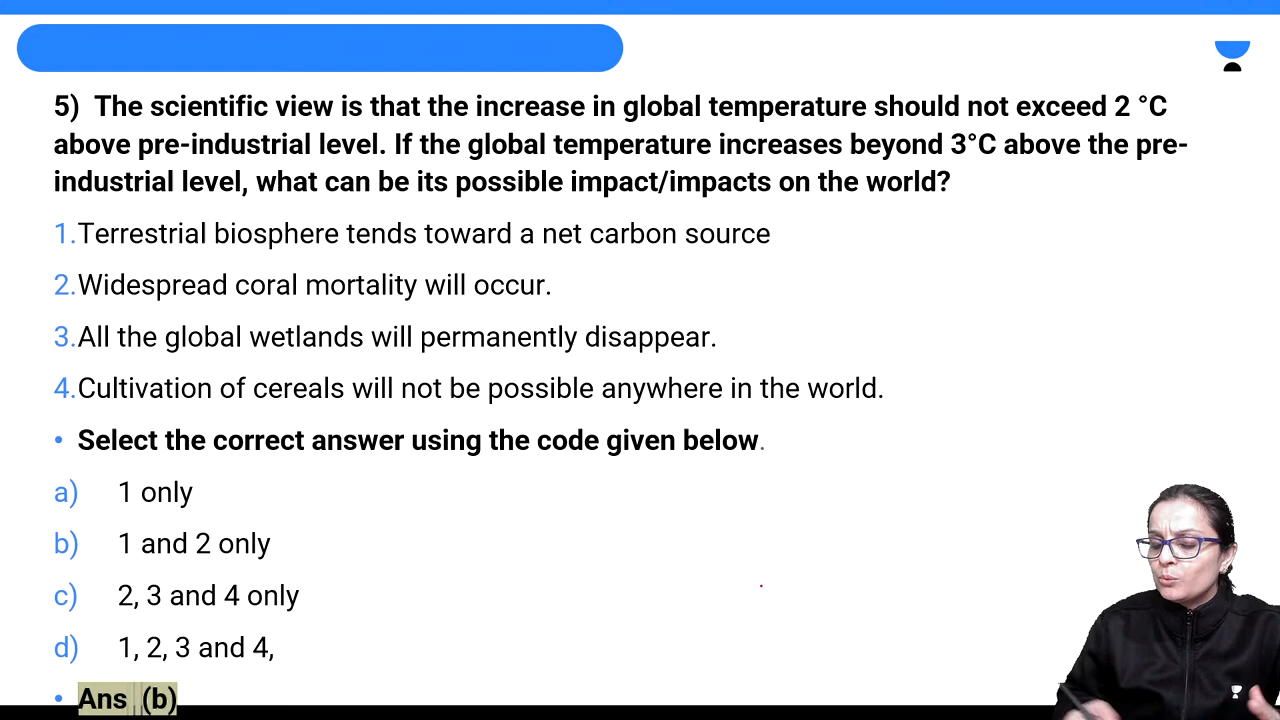 5) The scientific view is that the increase in global temperature should not exceed 2 °C
above pre-industrial level. If the global temperature increases beyond 3°C above the pre-
industrial level, what can be its possible impact/impacts on the world?
1.Terrestrial biosphere tends toward a net carbon source
2.Widespread coral mortality will occur.
3.All the global wetlands will permanently disappear.
4.Cultivation of cereals will not be possible anywhere in the world.
• Select the correct answer using the code given below.
a) 1 only
b) 1 and 2 only
c) 2, 3 and 4 only
d) 1, 2, 3 and 4,
• Ans (b)